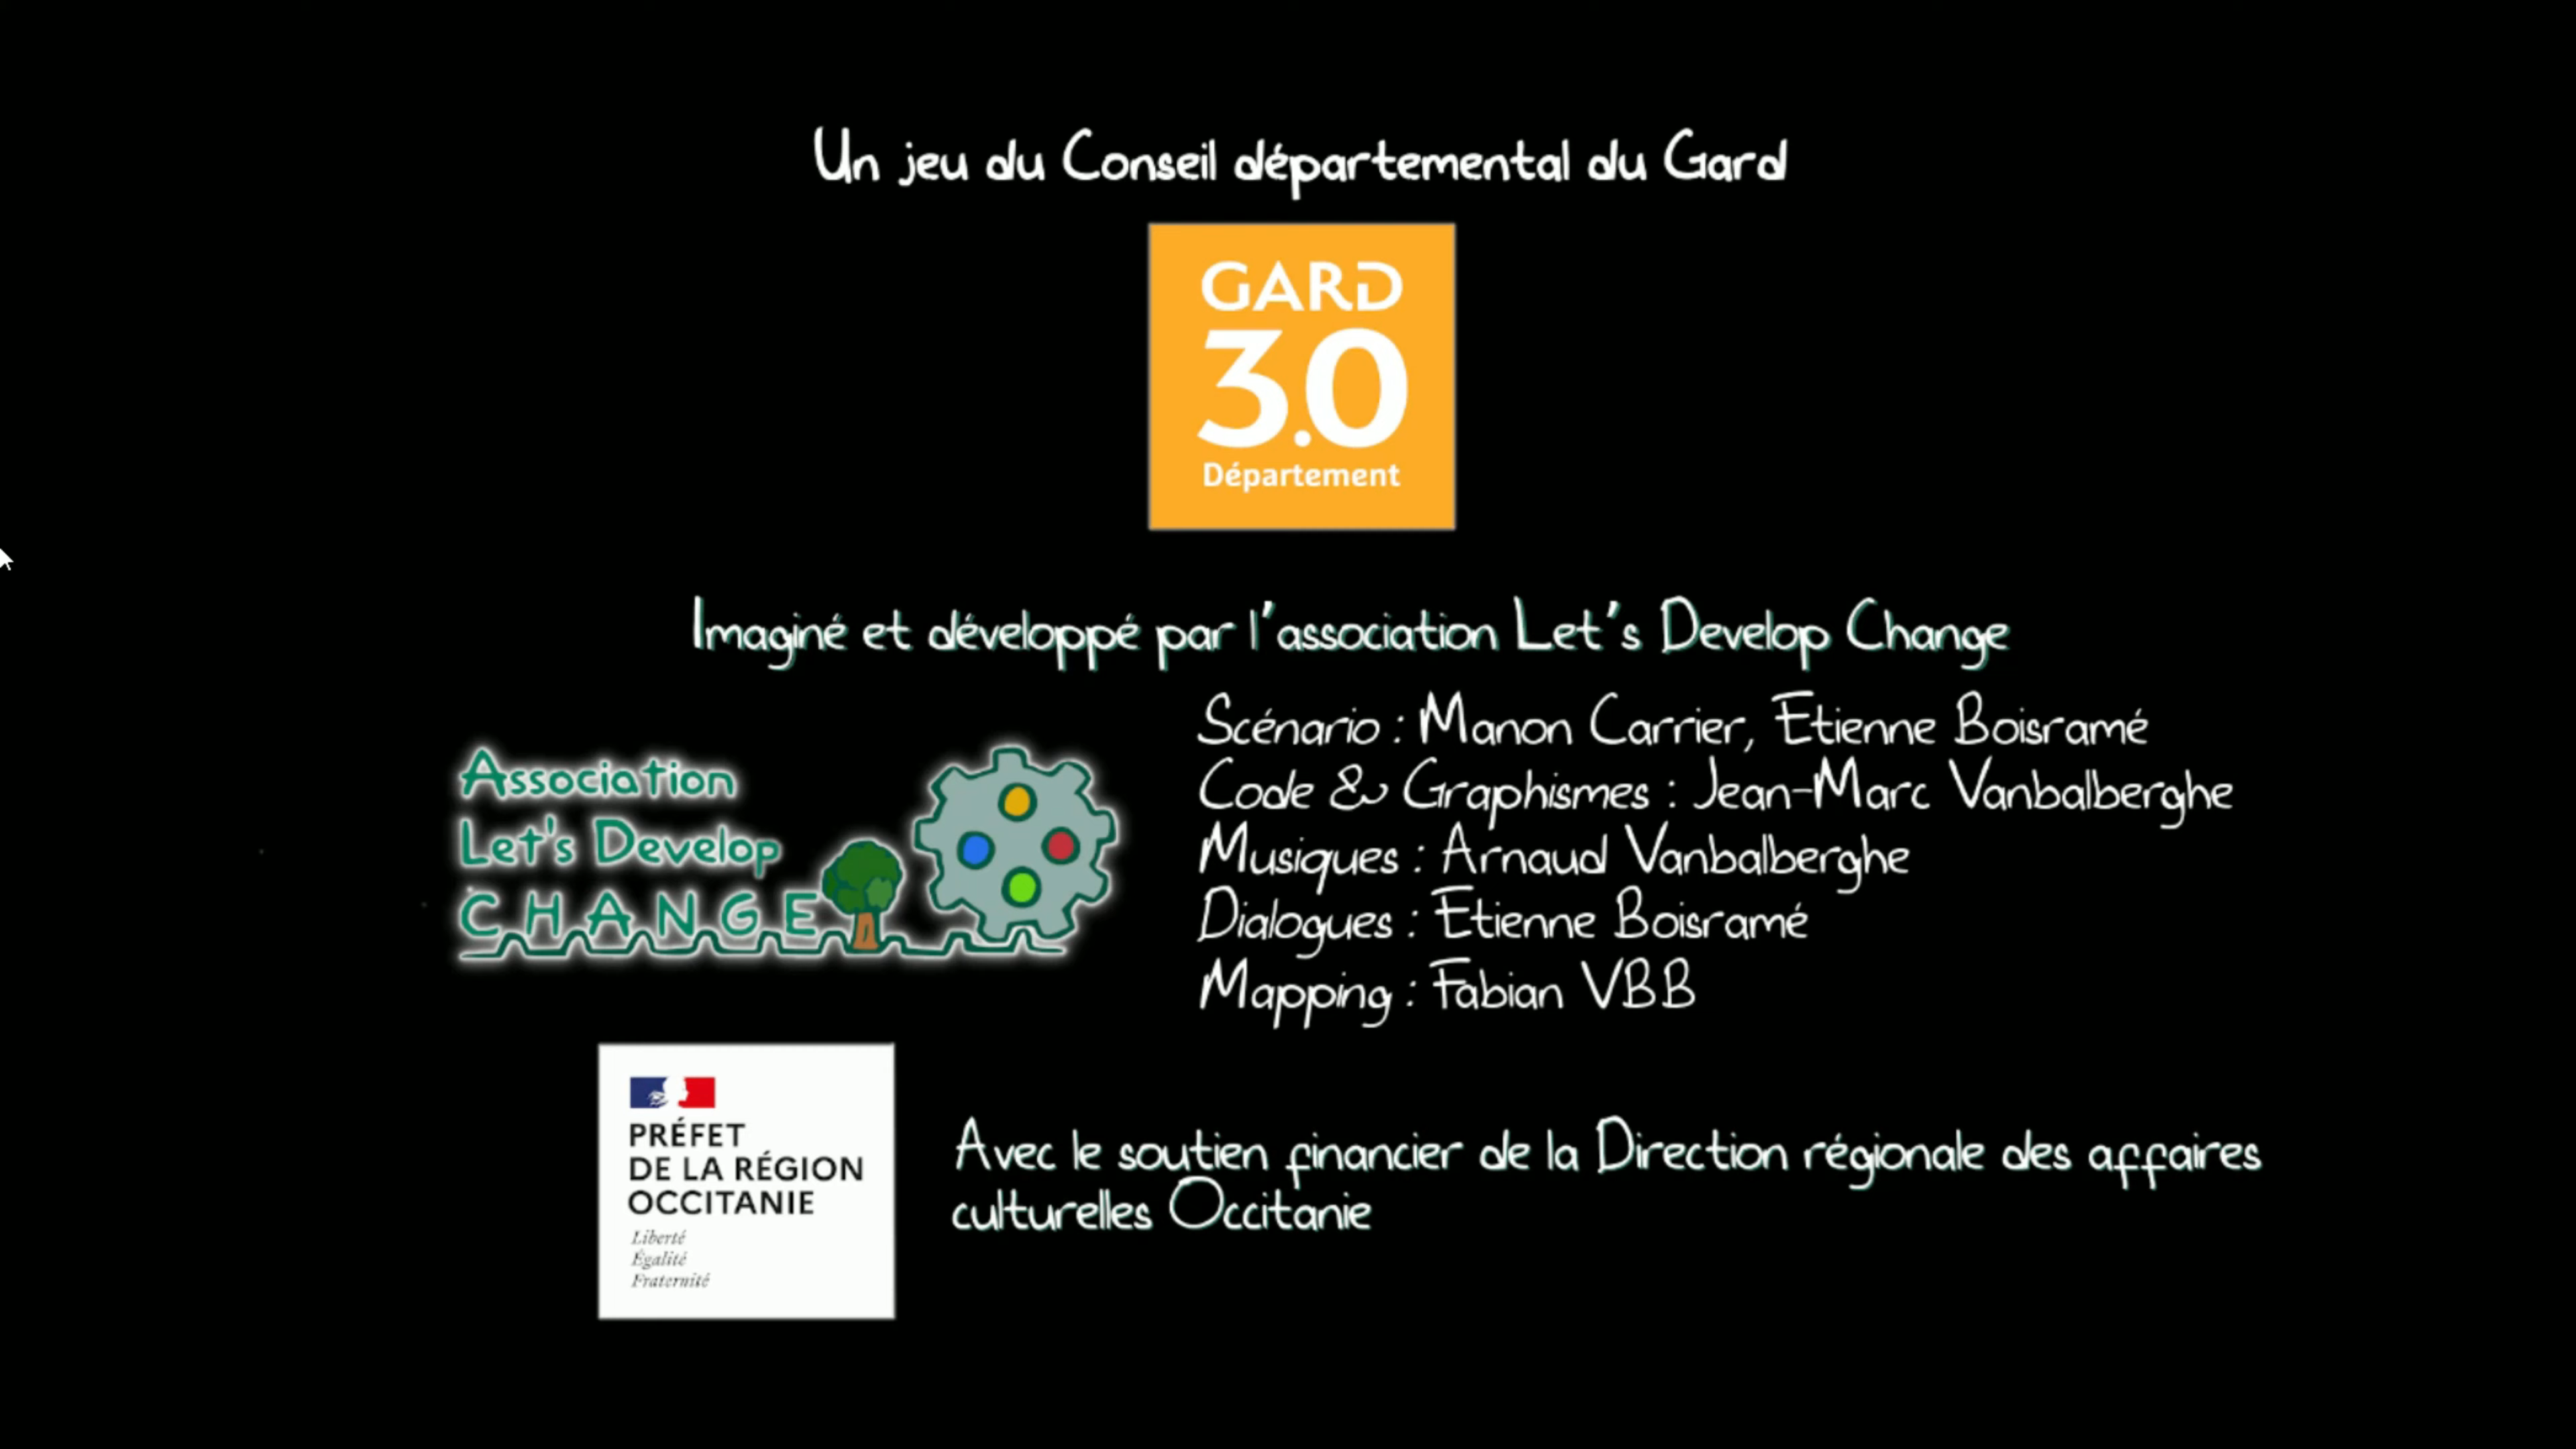 Un jeu du Conseil départemental du Gard
GARD
3.0
Département
Imaginé et développé par l'association Let's Develop Change
Association
Let's Develop
CHANGE
Scénario : Manon Carrier, Etienne Boisramé
Code & Graphismes : Jean-Marc Vanbalberghe
Musiques : Arnaud Vanbalberghe
Dialogues : Etienne Boisramé
Mapping : Fabian VBB
PRÉFET
DE LA RÉGION
OCCITANIE
Liberté
Égalité
Fraternité
Avec le soutien financier de la Direction régionale des affaires
culturelles Occitanie